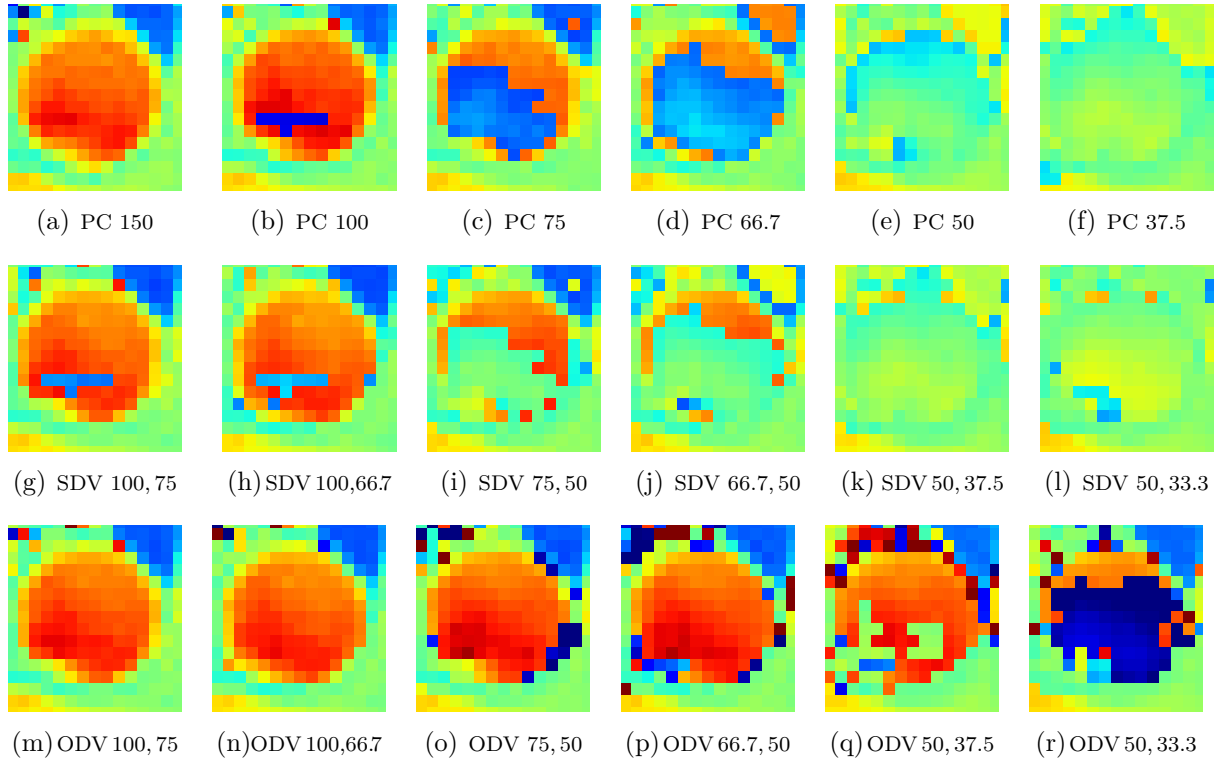 (a) PC 150 (b) PC 100 (c) PC 75 (d) PC 66.7 (e) PC 50 (f) PC 37.5
(g) SDV 100, 75 (h) SDV 100,66.7 (i) SDV 75, 50 (j) SDV 66.7, 50 (k) SDV 50, 37.5 (l) SDV 50, 33.3
(m) ODV 100, 75 (n) ODV 100,66.7 (o) ODV 75, 50 (p) ODV 66.7, 50 (q) ODV 50, 37.5 (r) ODV 50, 33.3